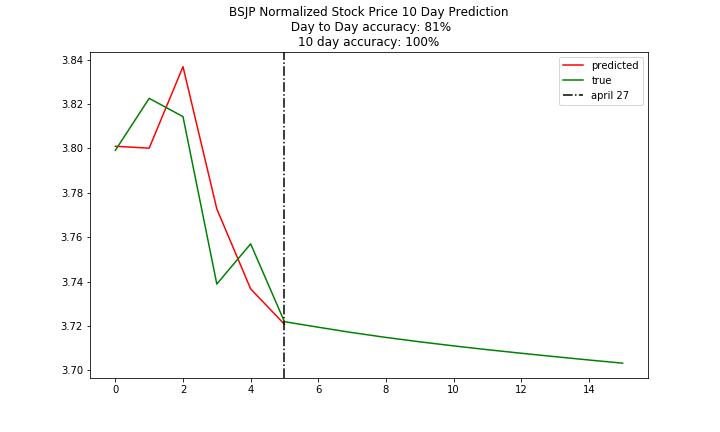 BSJP Normalized Stock Price 10 Day Prediction
Day to Day accuracy: 81%
10 day accuracy: 100%
3.84
3.82
3.80
3.78
3.76
3.74
3.72
3.70
predicted
true
april 27
0 2 4 6 8 10 12 14